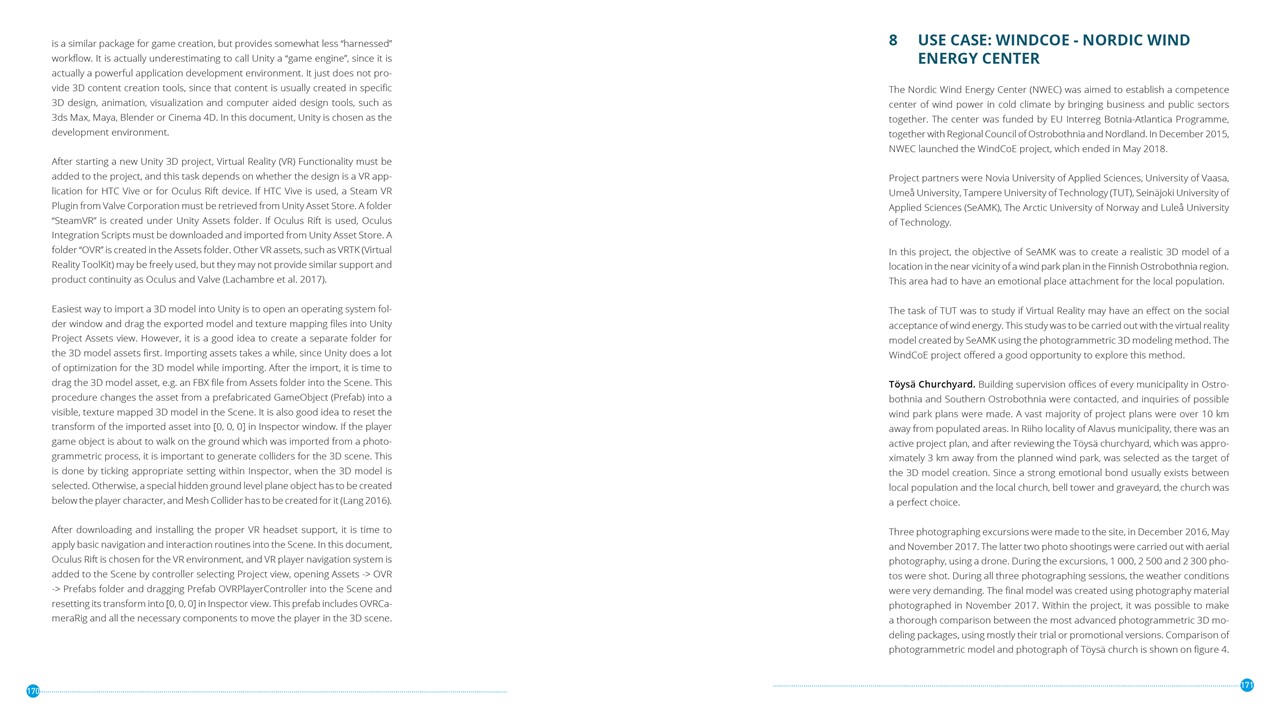 is a similar package for game creation, but provides somewhat less “harnessed”
workflow. It is actually underestimating to call Unity a “game engine”, since it is
actually a powerful application development environment. It just does not pro-
vide 3D content creation tools, since that content is usually created in specific
3D design, animation, visualization and computer aided design tools, such as
3ds Max, Maya, Blender or Cinema 4D. In this document, Unity is chosen as the
development environment.
After starting a new Unity 3D project, Virtual Reality (VR) Functionality must be
added to the project, and this task depends on whether the design is a VR app-
lication for HTC Vive or for Oculus Rift device. If HTC Vive is used, a Steam VR
Plugin from Valve Corporation must be retrieved from Unity Asset Store. A folder
“SteamVR” is created under Unity Assets folder. If Oculus Rift is used, Oculus
Integration Scripts must be downloaded and imported from Unity Asset Store. A
folder “OVR” is created in the Assets folder. Other VR assets, such as VRTK (Virtual
Reality ToolKit) may be freely used, but they may not provide similar support and
product continuity as Oculus and Valve (Lachambre et al. 2017).
Easiest way to import a 3D model into Unity is to open an operating system fol-
der window and drag the exported model and texture mapping files into Unity
Project Assets view. However, it is a good idea to create a separate folder for
the 3D model assets first. Importing assets takes a while, since Unity does a lot
of optimization for the 3D model while importing. After the import, it is time to
drag the 3D model asset, e.g. an FBX file from Assets folder into the Scene. This
procedure changes the asset from a prefabricated GameObject (Prefab) into a
visible, texture mapped 3D model in the Scene. It is also good idea to reset the
transform of the imported asset into [0, 0, 0] in Inspector window. If the player
game object is about to walk on the ground which was imported from a photo-
grammetric process, it is important to generate colliders for the 3D scene. This
is done by ticking appropriate setting within Inspector, when the 3D model is
selected. Otherwise, a special hidden ground level plane object has to be created
below the player character, and Mesh Collider has to be created for it (Lang 2016).
After downloading and installing the proper VR headset support, it is time to
apply basic navigation and interaction routines into the Scene. In this document,
Oculus Rift is chosen for the VR environment, and VR player navigation system is
added to the Scene by controller selecting Project view, opening Assets -> OVR
-> Prefabs folder and dragging Prefab OVRPlayerController into the Scene and
resetting its transform into [0, 0, 0] in Inspector view. This prefab includes OVRCa-
meraRig and all the necessary components to move the player in the 3D scene.
170
8 USE CASE: WINDCOE - NORDIC WIND
ENERGY CENTER
The Nordic Wind Energy Center (NWEC) was aimed to establish a competence
center of wind power in cold climate by bringing business and public sectors
together. The center was funded by EU Interreg Botnia-Atlantica Programme,
together with Regional Council of Ostrobothnia and Nordland. In December 2015,
NWEC launched the WindCoE project, which ended in May 2018.
Project partners were Novia University of Applied Sciences, University of Vaasa,
Umeå University, Tampere University of Technology (TUT), Seinäjoki University of
Applied Sciences (SeAMK), The Arctic University of Norway and Luleå University
of Technology.
In this project, the objective of SeAMK was to create a realistic 3D model of a
location in the near vicinity of a wind park plan in the Finnish Ostrobothnia region.
This area had to have an emotional place attachment for the local population.
The task of TUT was to study if Virtual Reality may have an effect on the social
acceptance of wind energy. This study was to be carried out with the virtual reality
model created by SeAMK using the photogrammetric 3D modeling method. The
WindCoE project offered a good opportunity to explore this method.
Töysä Churchyard. Building supervision offices of every municipality in Ostro-
bothnia and Southern Ostrobothnia were contacted, and inquiries of possible
wind park plans were made. A vast majority of project plans were over 10 km
away from populated areas. In Riiho locality of Alavus municipality, there was an
active project plan, and after reviewing the Töysä churchyard, which was appro-
ximately 3 km away from the planned wind park, was selected as the target of
the 3D model creation. Since a strong emotional bond usually exists between
local population and the local church, bell tower and graveyard, the church was
a perfect choice.
Three photographing excursions were made to the site, in December 2016, May
and November 2017. The latter two photo shootings were carried out with aerial
photography, using a drone. During the excursions, 1 000, 2 500 and 2 300 pho-
tos were shot. During all three photographing sessions, the weather conditions
were very demanding. The final model was created using photography material
photographed in November 2017. Within the project, it was possible to make
a thorough comparison between the most advanced photogrammetric 3D mo-
deling packages, using mostly their trial or promotional versions. Comparison of
photogrammetric model and photograph of Töysä church is shown on figure 4.
171